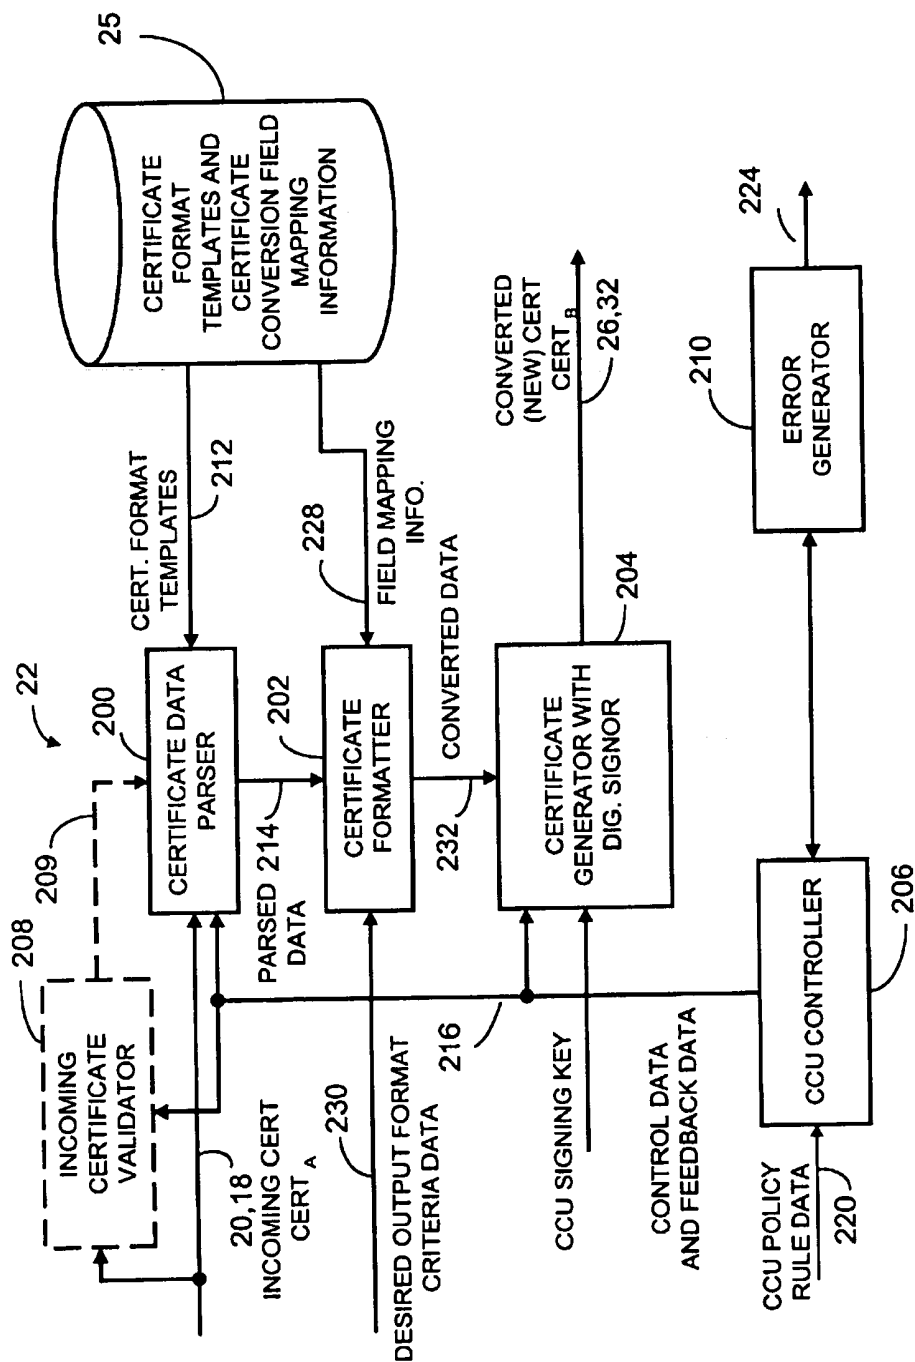 22
208
INCOMING
CERTIFICATE
VALIDATOR
209
200
CERTIFICATE DATA
PARSER
CERT. FORMAT
TEMPLATES
212
25
CERTIFICATE
FORMAT
TEMPLATES AND
CERTIFICATE
CONVERSION FIELD
MAPPING
INFORMATION
20,18
INCOMING CERT
CERT A
PARSED 214
DATA
202
CERTIFICATE
FORMATTER
228
FIELD MAPPING
INFO.
230
DESIRED OUTPUT FORMAT
CRITERIA DATA
216
232
CONVERTED DATA
CERTIFICATE
GENERATOR WITH
DIG. SIGNOR
204
CONVERTED
(NEW) CERT
CERT B
26,32
CCU SIGNING KEY
CONTROL DATA
AND FEEDBACK DATA
CCU POLICY
RULE DATA
220
CCU CONTROLLER
206
210
ERROR
GENERATOR
224